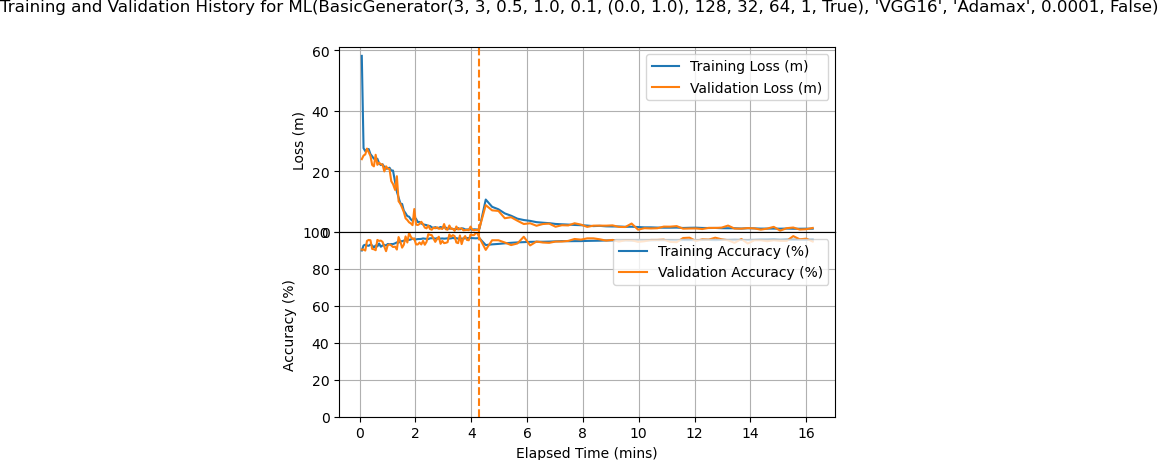 Training and Validation History for ML(BasicGenerator(3, 3, 0.5, 1.0, 0.1, (0.0, 1.0), 128, 32, 64, 1, True), 'VGG16', 'Adamax', 0.0001, False)
60
40
20
0
Loss (m)
Training Loss (m)
Validation Loss (m)
100
80
60
40
20
0
Accuracy (%)
Training Accuracy (%)
Validation Accuracy (%)
0 2 4 6 8 10 12 14 16
Elapsed Time (mins)